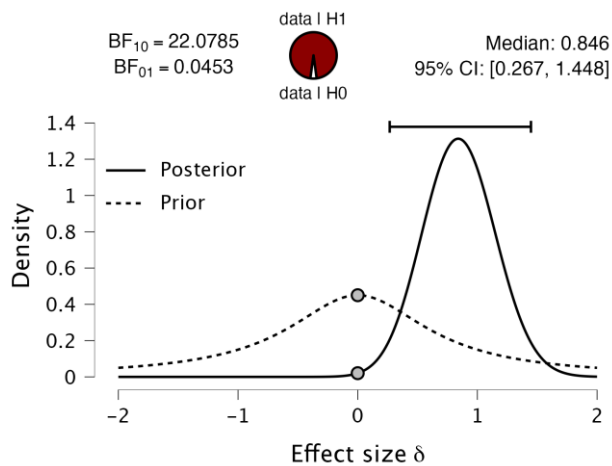 data | H1
BF₁₀ = 22.0785
BF₀₁ = 0.0453
data | H0
Median: 0.846
95% CI: [0.267, 1.448]
1.4
1.2
1
0.8
0.6
0.4
0.2
0
Density
Posterior
Prior
-2
-1
0
1
2
Effect size δ